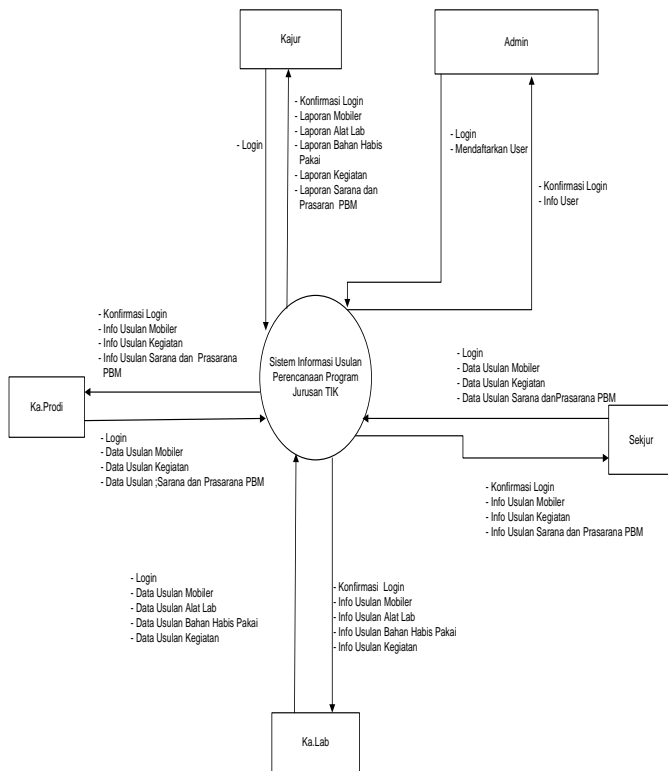 Kajur
Admin
- Login
- Konfirmasi Login
- Laporan Mobiler
- Laporan Alat Lab
- Laporan Bahan Habis
Pakai
- Laporan Kegiatan
- Laporan Sarana dan
Prasaran PBM
- Login
- Mendaftarkan User
- Konfirmasi Login
- Info User
- Konfirmasi Login
- Info Usulan Mobiler
- Info Usulan Kegiatan
- Info Usulan Sarana dan Prasarana
PBM
Sistem Informasi Usulan
Perencanaan Program
Jurusan TIK
- Login
- Data Usulan Mobiler
- Data Usulan Kegiatan
- Data Usulan Sarana danPrasarana PBM
Ka.Prodi
Sekjur
- Login
- Data Usulan Mobiler
- Data Usulan Kegiatan
- Data Usulan ;Sarana dan Prasarana PBM
- Konfirmasi Login
- Info Usulan Mobiler
- Info Usulan Kegiatan
- Info Usulan Sarana dan Prasarana PBM
- Login
- Data Usulan Mobiler
- Data Usulan Alat Lab
- Data Usulan Bahan Habis Pakai
- Data Usulan Kegiatan
- Konfirmasi Login
- Info Usulan Mobiler
- Info Usulan Alat Lab
- Info Usulan Bahan Habis Pakai
- Info Usulan Kegiatan
Ka.Lab